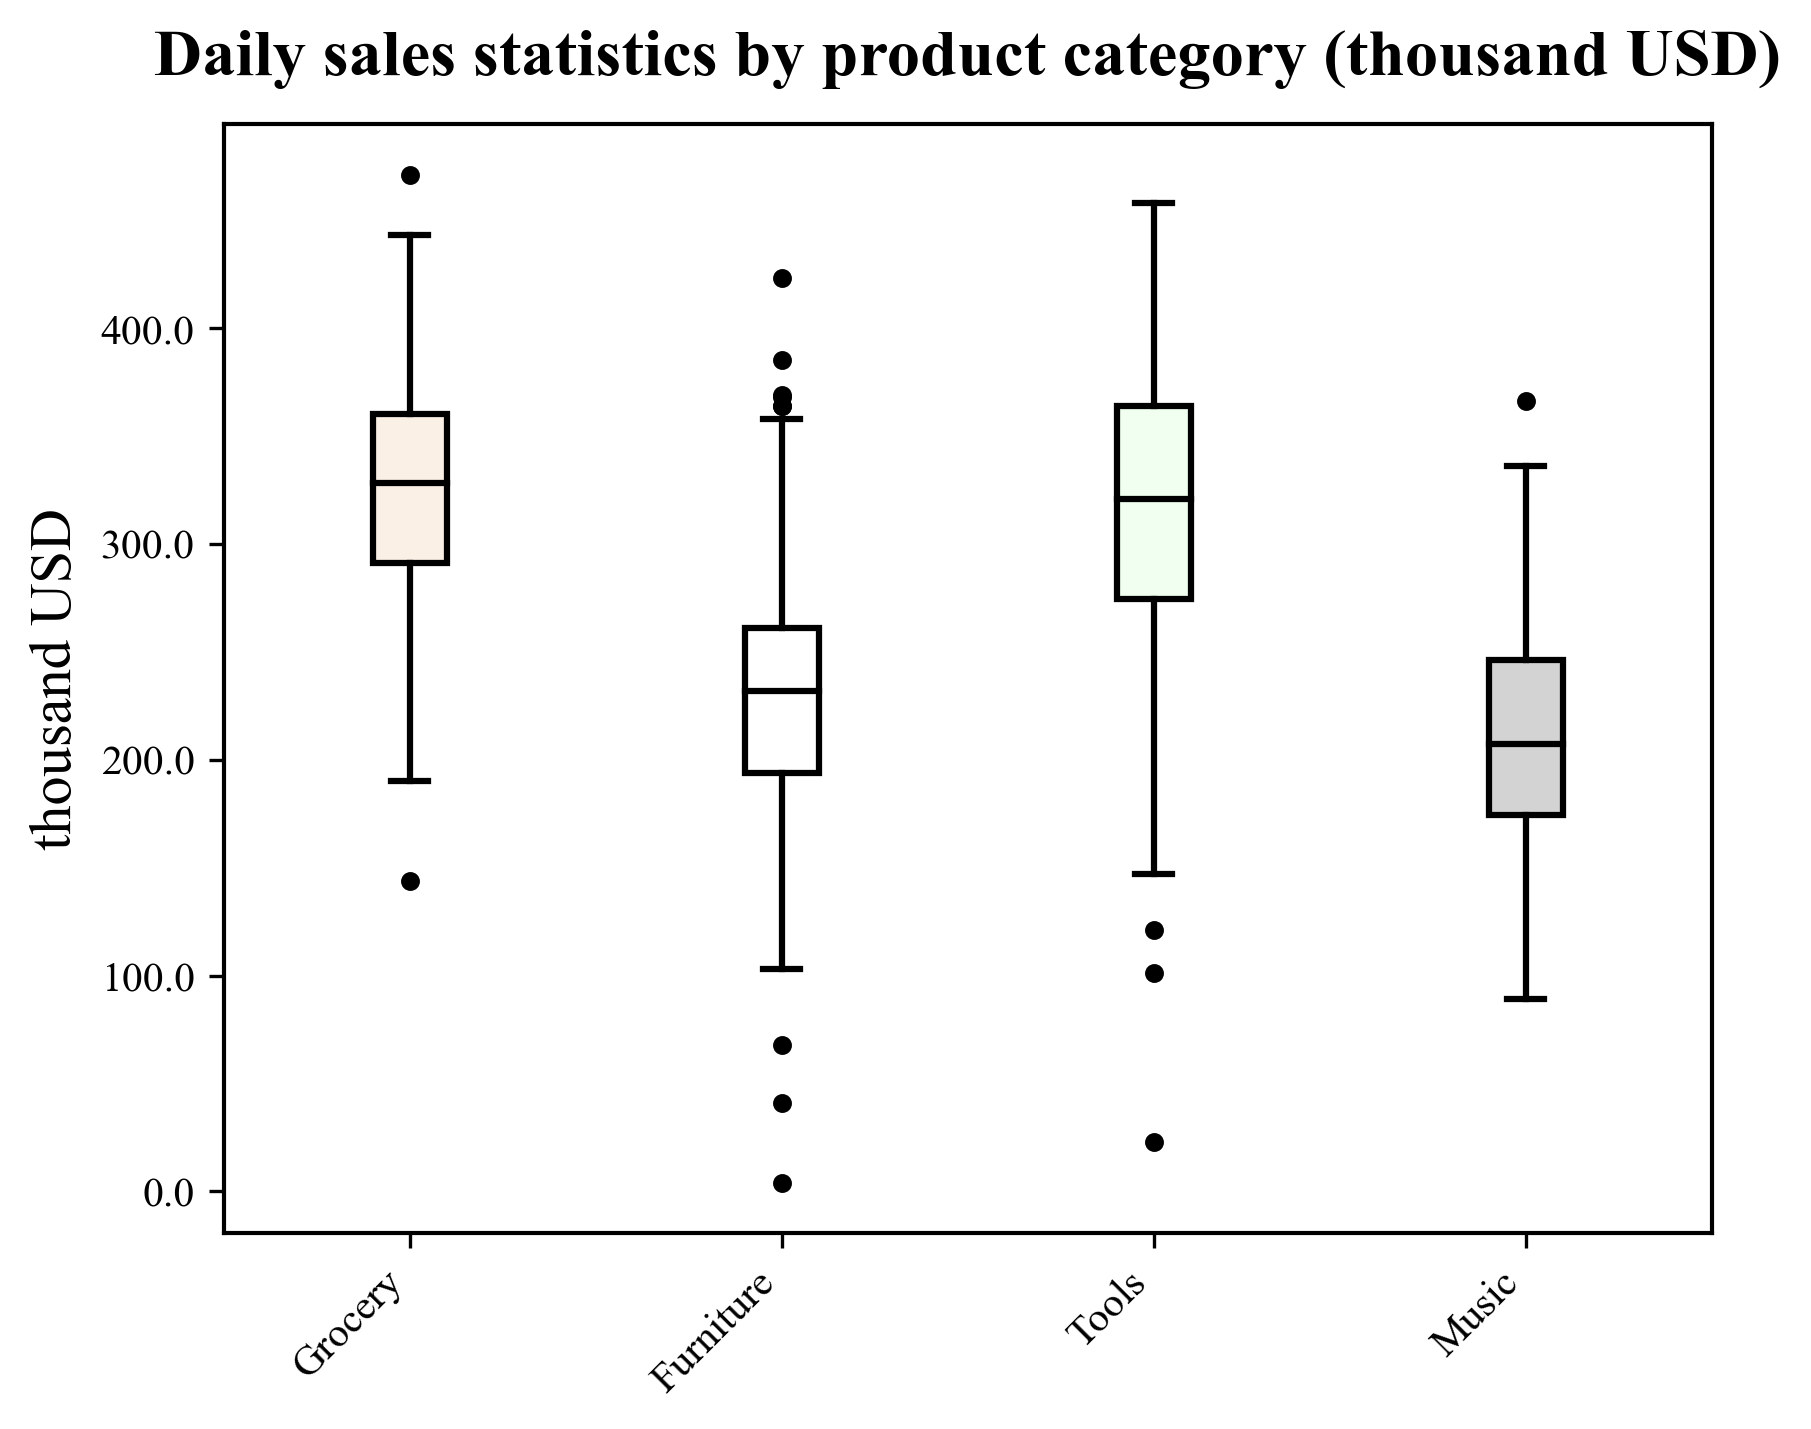 Daily sales statistics by product category (thousand USD)
thousand USD
400.0
300.0
200.0
100.0
0.0
Grocery
Furniture
Tools
Music